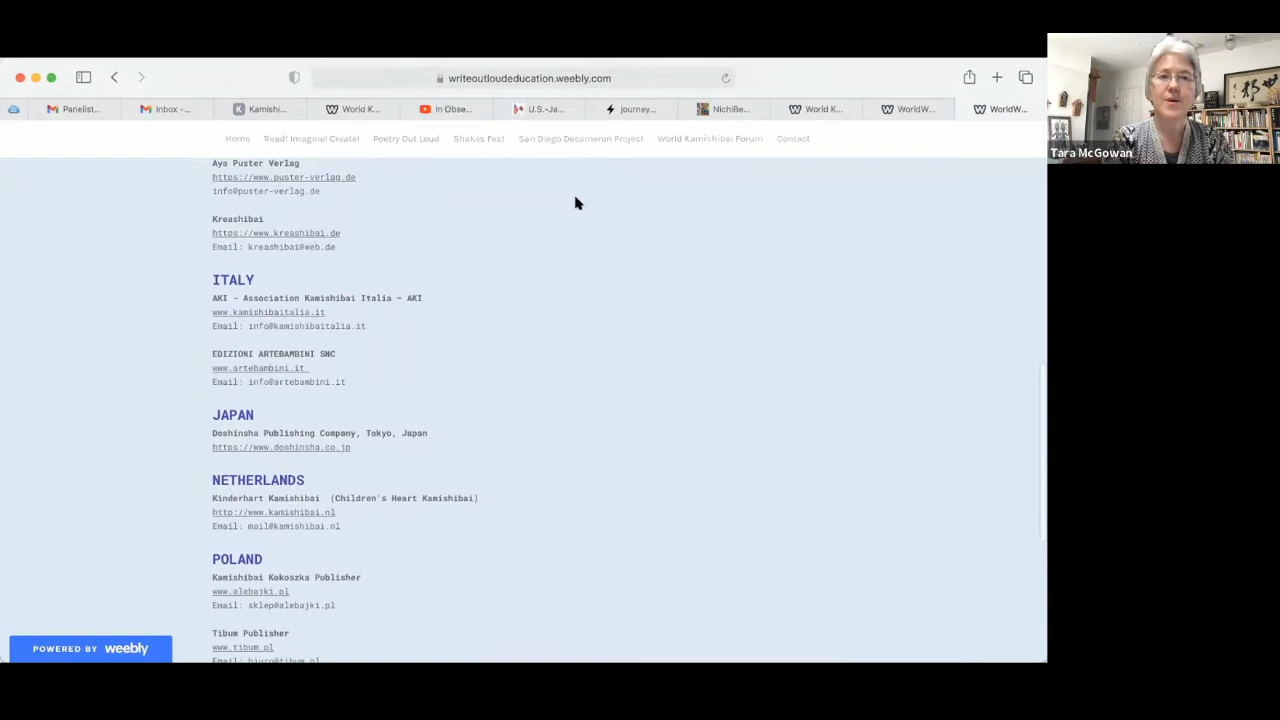 writeoutloudeducation.weebly.com
Panelist...
Inbox -...
K Kamishi...
World K...
In Obse...
U.S.-Ja...
journey...
NichiBe...
World K...
WorldW...
WorldW...
Home Read! Imagine! Create! Poetry Out Loud Shakes Fest San Diego Decameron Project World Kamishibai Forum Contact
Tara McGowan
Aya Puster Verlag
https://www.puster-verlag.de
info@puster-verlag.de
Kreashibai
https://www.kreashibai.de
Email: kreashibai@web.de
ITALY
AKI - Association Kamishibai Italia – AKI
www.kamishibaitalia.it
Email: info@kamishibaitalia.it
EDIZIONI ARTEBAMBINI SNC
www.artebambini.it
Email: info@artebambini.it
JAPAN
Doshinsha Publishing Company, Tokyo, Japan
https://www.doshinsha.co.jp
NETHERLANDS
Kinderhart Kamishibai (Children's Heart Kamishibai)
http://www.kamishibai.nl
Email: mail@kamishibai.nl
POLAND
Kamishibai Kokoszka Publisher
www.alebajki.pl
Email: sklep@alebajki.pl
Tibum Publisher
www.tibum.pl
Email: biuro@tibum.pl
POWERED BY weebly